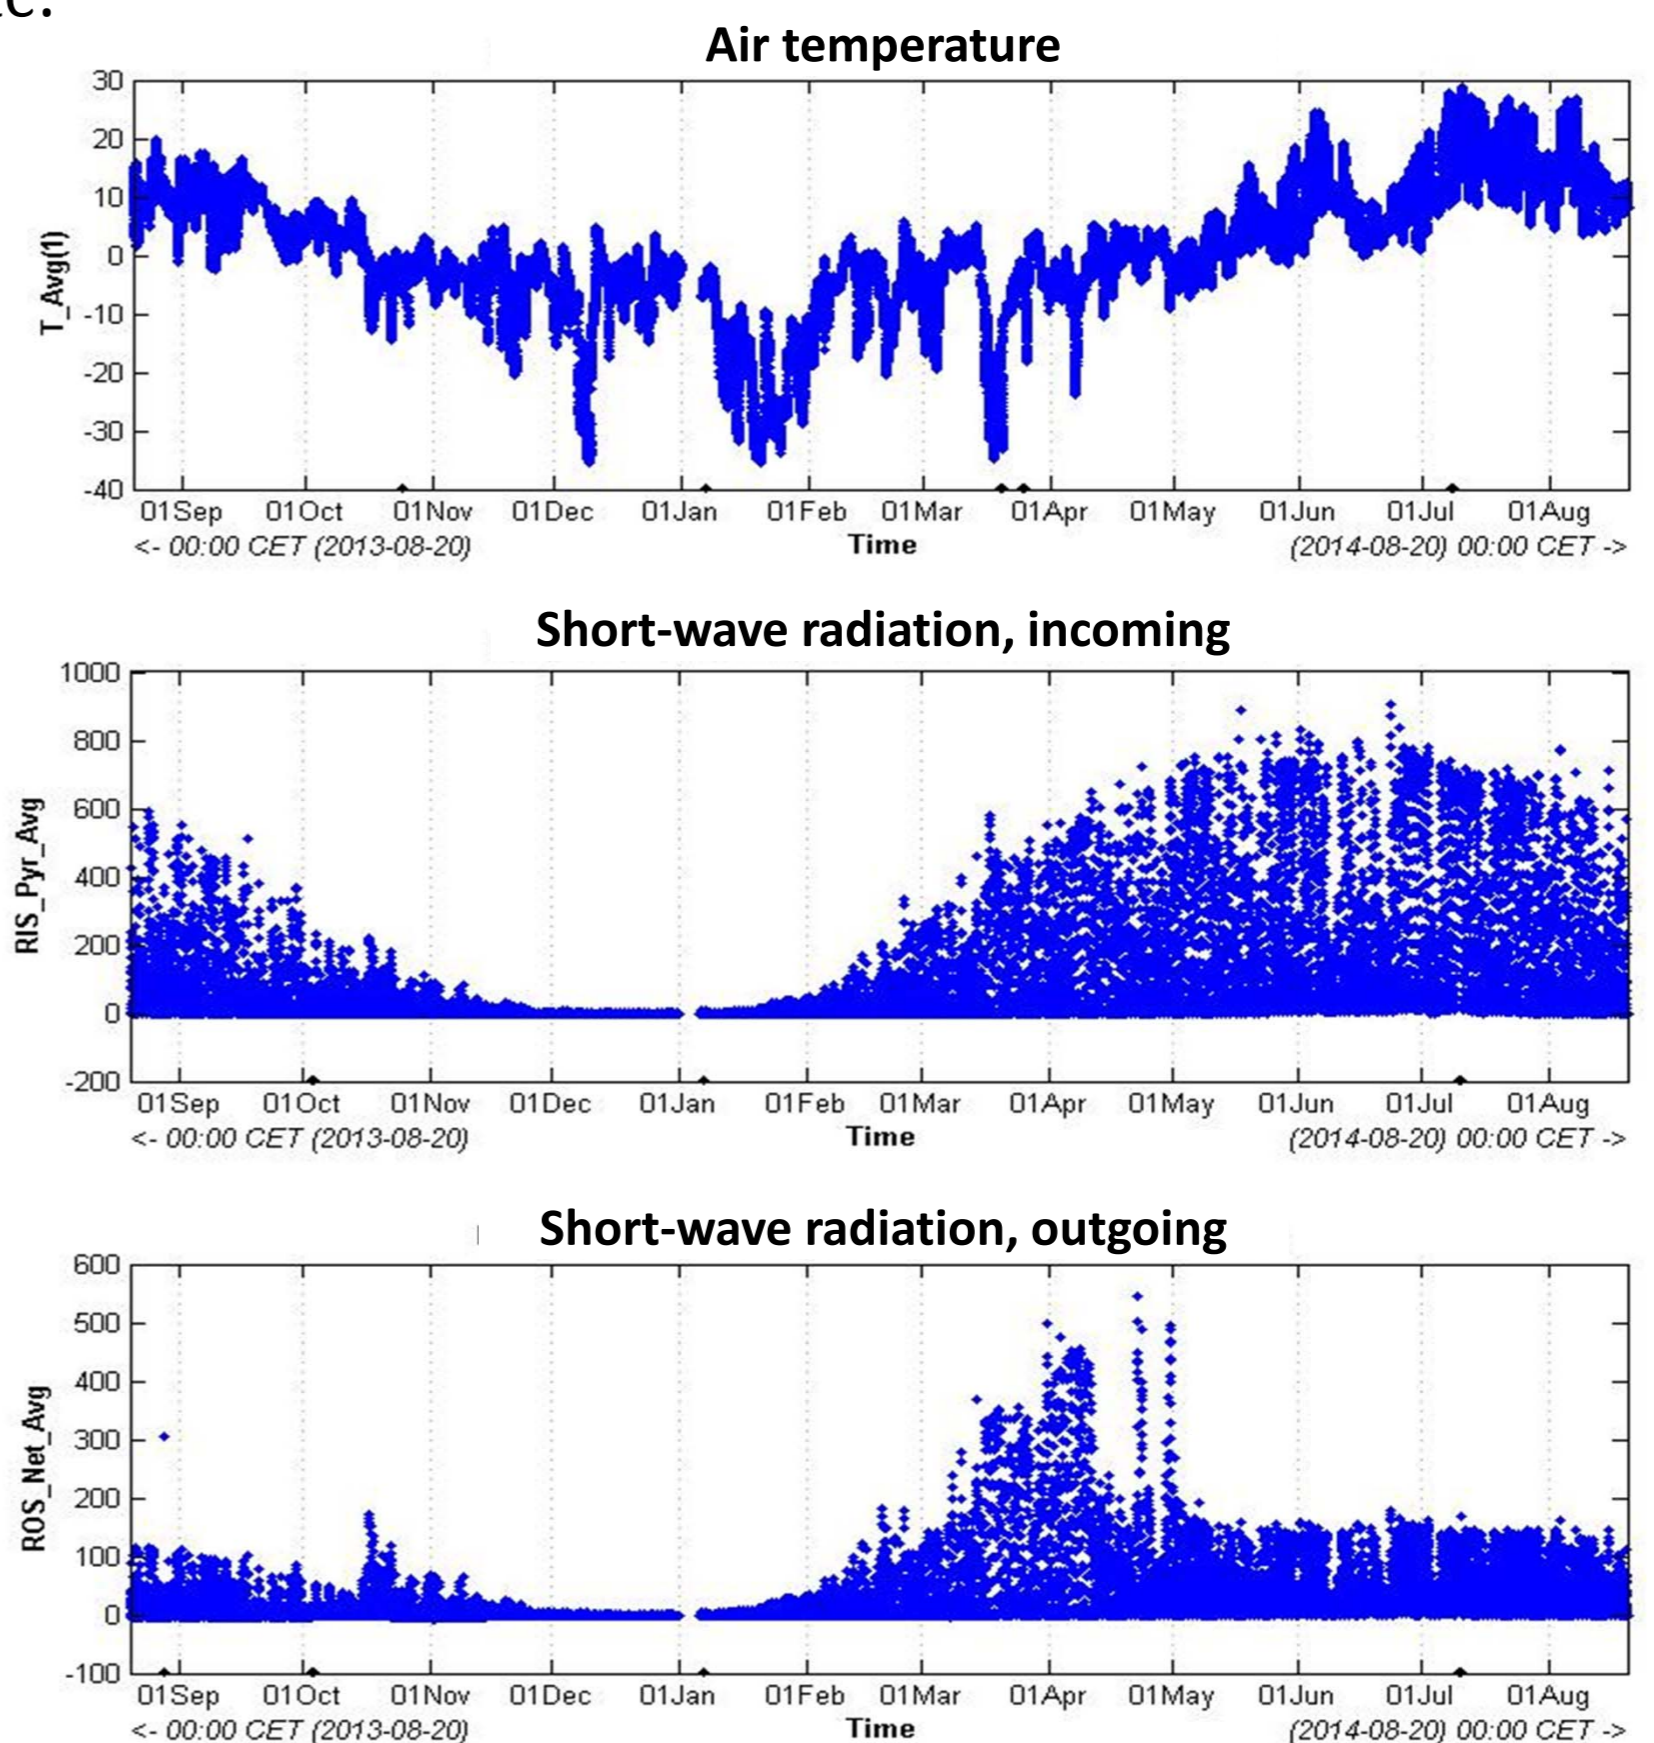 Air temperature
30
20
10
0
-10
-20
-30
-40
T_Avg(1)
01Sep 01Oct 01Nov 01Dec 01Jan 01Feb 01Mar 01Apr 01May 01Jun 01Jul 01Aug
<- 00:00 CET (2013-08-20) Time (2014-08-20) 00:00 CET ->
Short-wave radiation, incoming
1000
800
600
400
200
0
-200
RIS_Pyr_Avg
01Sep 01Oct 01Nov 01Dec 01Jan 01Feb 01Mar 01Apr 01May 01Jun 01Jul 01Aug
<- 00:00 CET (2013-08-20) Time (2014-08-20) 00:00 CET ->
Short-wave radiation, outgoing
600
500
400
300
200
100
0
-100
ROS_Net_Avg
01Sep 01Oct 01Nov 01Dec 01Jan 01Feb 01Mar 01Apr 01May 01Jun 01Jul 01Aug
<- 00:00 CET (2013-08-20) Time (2014-08-20) 00:00 CET ->